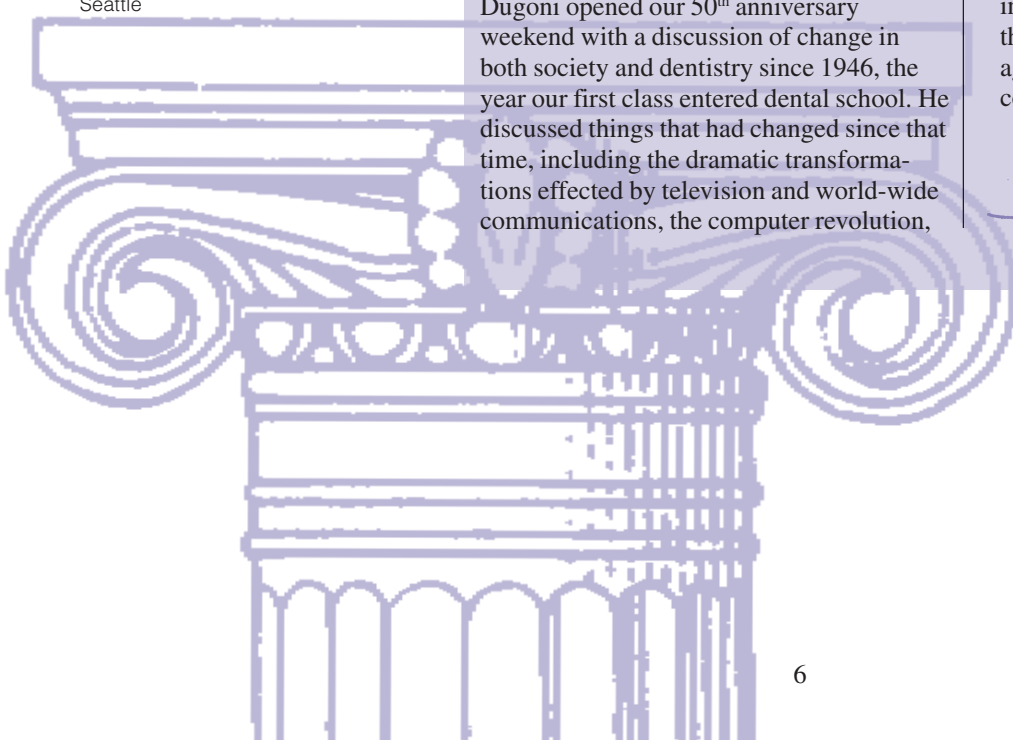 Seattle
Dugoni opened our 50th anniversary
weekend with a discussion of change in
both society and dentistry since 1946, the
year our first class entered dental school. He
discussed things that had changed since that
time, including the dramatic transforma-
tions effected by television and world-wide
communications, the computer revolution,
6